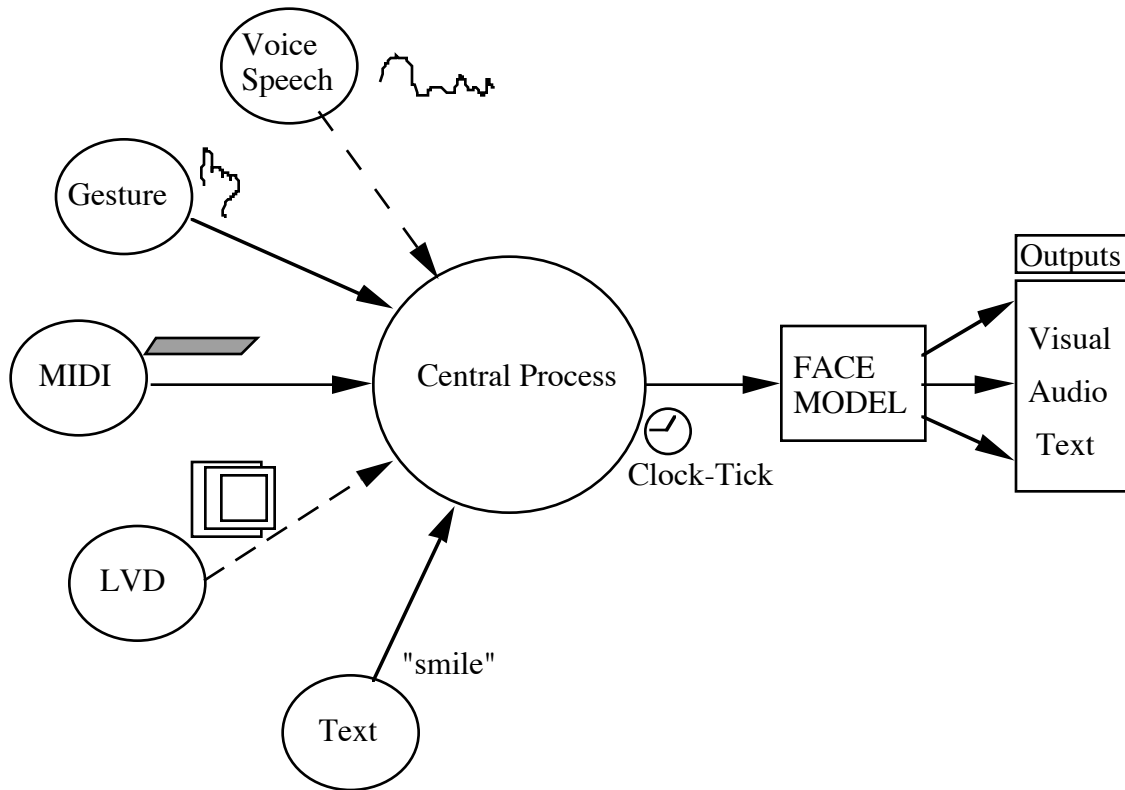 Voice
Speech
Gesture
Outputs
Visual
MIDI
Central Process
FACE
MODEL
Audio
Text
Clock-Tick
LVD
"smile"
Text